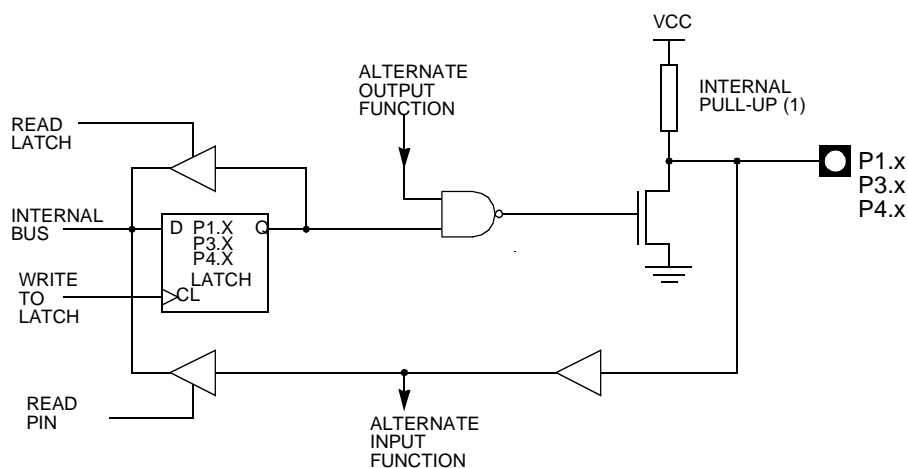 VCC
ALTERNATE
OUTPUT
FUNCTION
INTERNAL
PULL-UP (1)
READ
LATCH
P1.x
P3.x
P4.x
INTERNAL
BUS
D P1.X Q
P3.X
P4.X
LATCH
CL
WRITE
TO
LATCH
READ
PIN
ALTERNATE
INPUT
FUNCTION